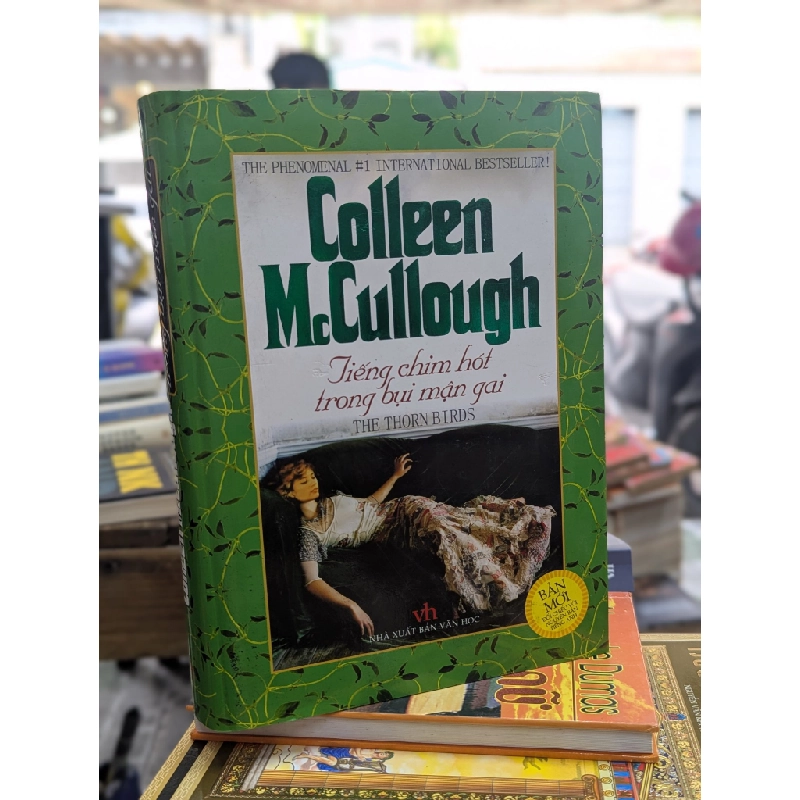 THE PHENOMENAL #1 INTERNATIONAL BESTSELLER!
Colleen
McCullough
Tiếng chim hót
trong bụi mận gai
THE THORN BIRDS
vh
NHÀ XUẤT BẢN VĂN HỌC
BẢN
MỚI
Dumas